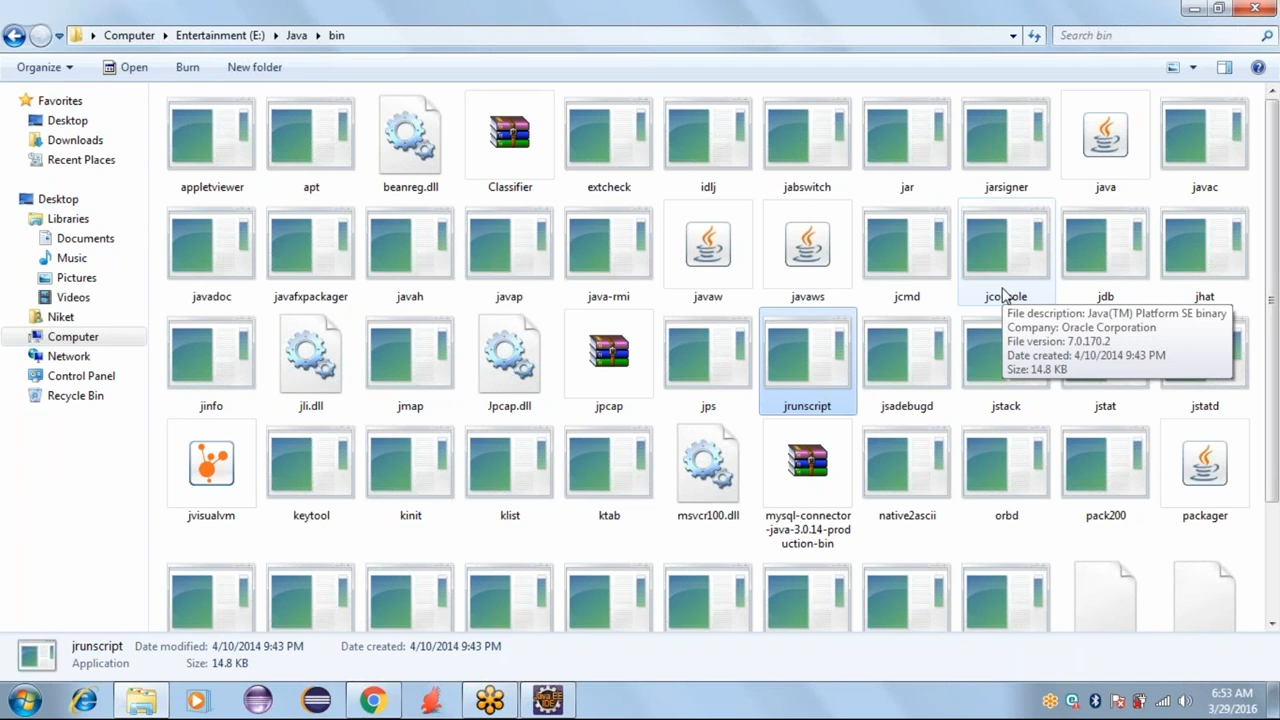 Computer Entertainment (E:) Java bin
Search bin
Organize Open Burn New folder
Favorites
Desktop
Downloads
Recent Places
Desktop
Libraries
Documents
Music
Pictures
Videos
Niket
Computer
Network
Control Panel
Recycle Bin
appletviewer apt beanreg.dll Classifier extcheck idlj jabswitch jar jarsigner java javac
javadoc javafxpackager javah javap java-rmi javaw javaws jcmd jconsole jdb jhat
File description: Java(TM) Platform SE binary
Company: Oracle Corporation
File version: 7.0.170.2
Date created: 4/10/2014 9:43 PM
Size: 14.8 KB
jinfo jli.dll jmap Jpcap.dll jpcap jps jrunscript jsadebugd jstack jstat jstatd
jvisualvm keytool kinit klist ktab msvcr100.dll mysql-connector native2ascii orbd pack200 packager
-java-3.0.14-prod
uction-bin
jrunscript Date modified: 4/10/2014 9:43 PM Date created: 4/10/2014 9:43 PM
Application Size: 14.8 KB
Java EE
IDE
6:53 AM
3/29/2016